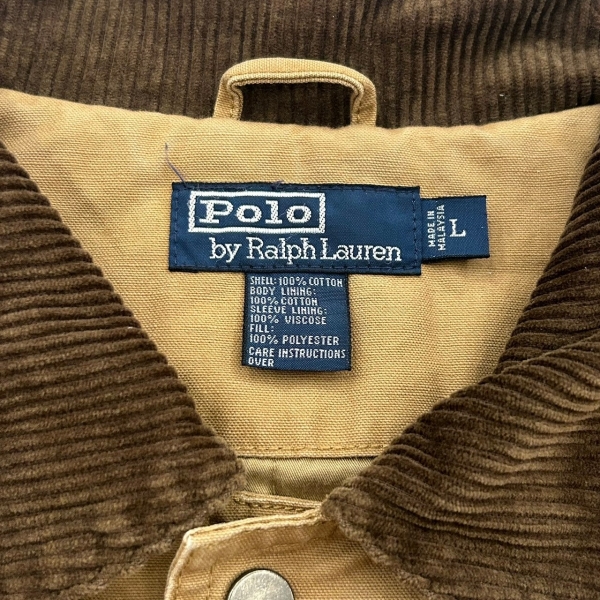 Polo
by Ralph Lauren
MADE IN
MALAYSIA
L
SHELL: 100% COTTON
BODY LINING:
100% COTTON
SLEEVE LINING:
100% VISCOSE
FILL:
100% POLYESTER
CARE INSTRUCTIONS
OVER